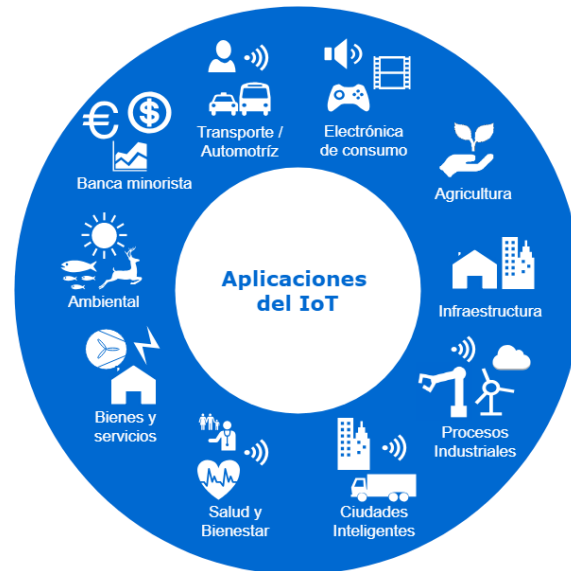 Transporte /
Automotríz
Electrónica
de consumo
€
$
Banca minorista
Agricultura
Aplicaciones
del IoT
Ambiental
Infraestructura
Bienes y
servicios
Procesos
Industriales
Salud y
Bienestar
Ciudades
Inteligentes